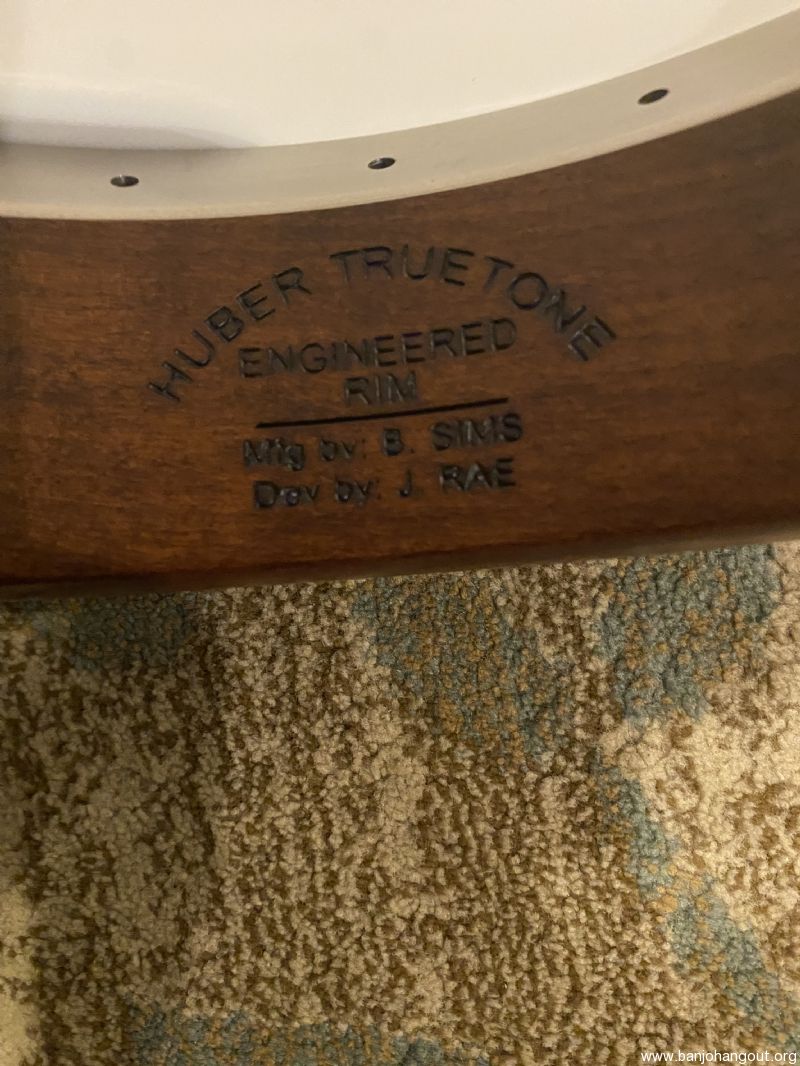 HUBER TRUETONE
ENGINEERED
RIM
Mfg by: B. SIMS
Dev by: J. RAE
www.banjohangout.org